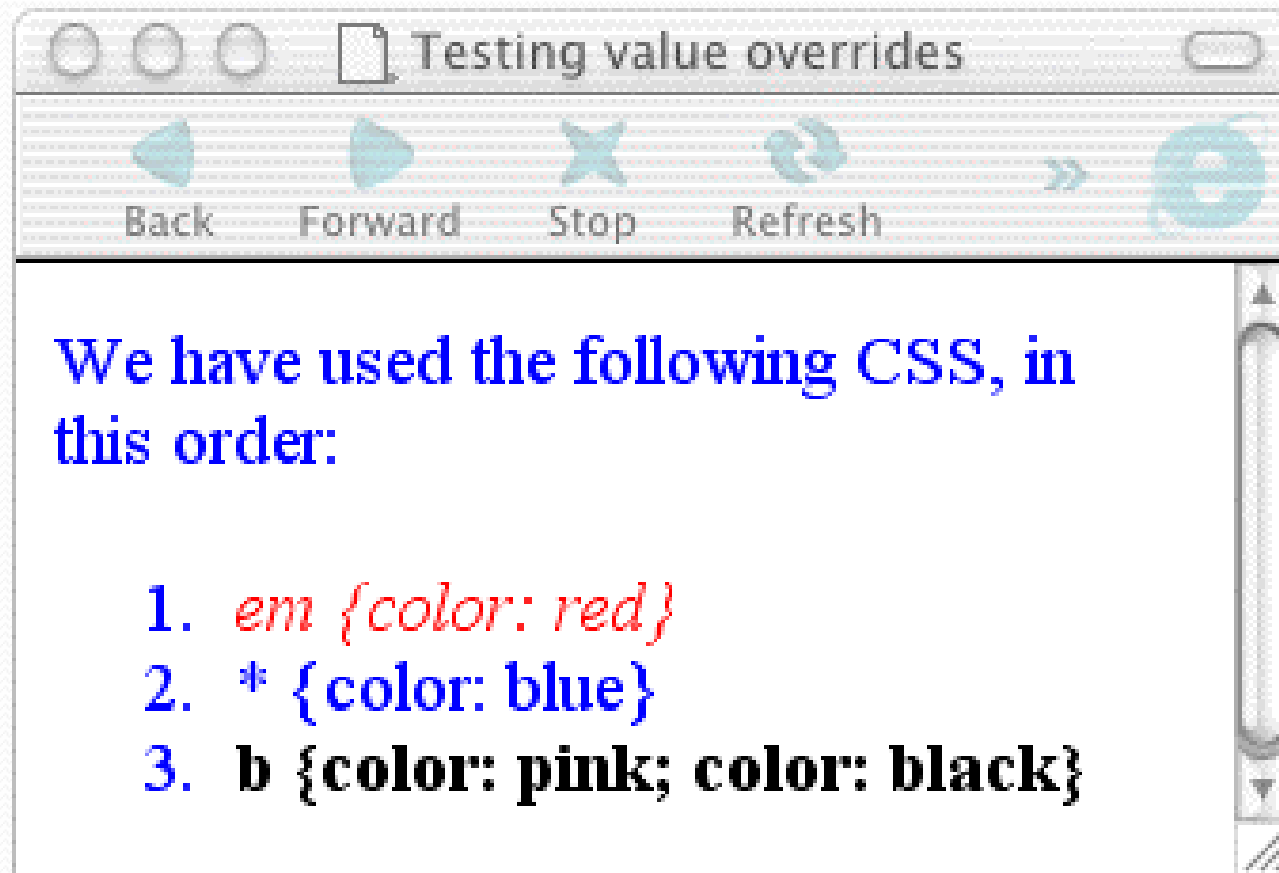 Testing value overrides
Back Forward Stop Refresh
We have used the following CSS, in
this order:
1. em {color: red}
2. * {color: blue}
3. b {color: pink; color: black}